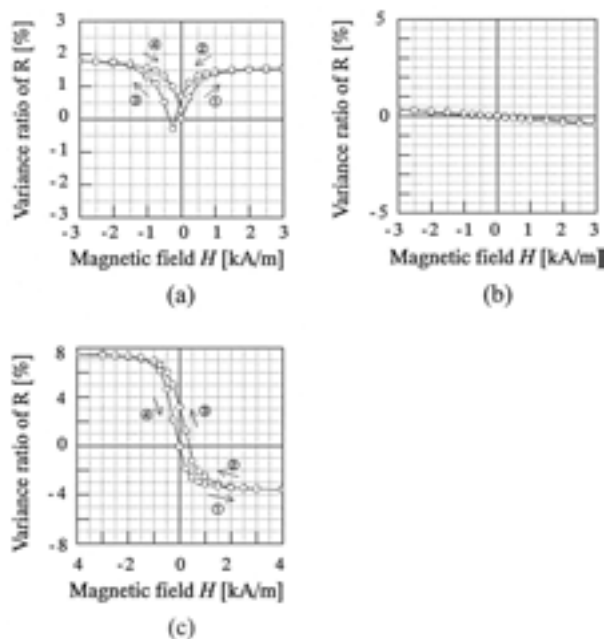 Variance ratio of R [%]
3
2
1
0
-1
-2
-3
④ ②
③ ①
-3 -2 -1 0 1 2 3
Magnetic field H [kA/m]
(a)
Variance ratio of R [%]
5
0
-5
-3 -2 -1 0 1 2 3
Magnetic field H [kA/m]
(b)
Variance ratio of R [%]
8
4
0
-4
-8
④ ③
②
①
4 -2 0 2 4
Magnetic field H [kA/m]
(c)